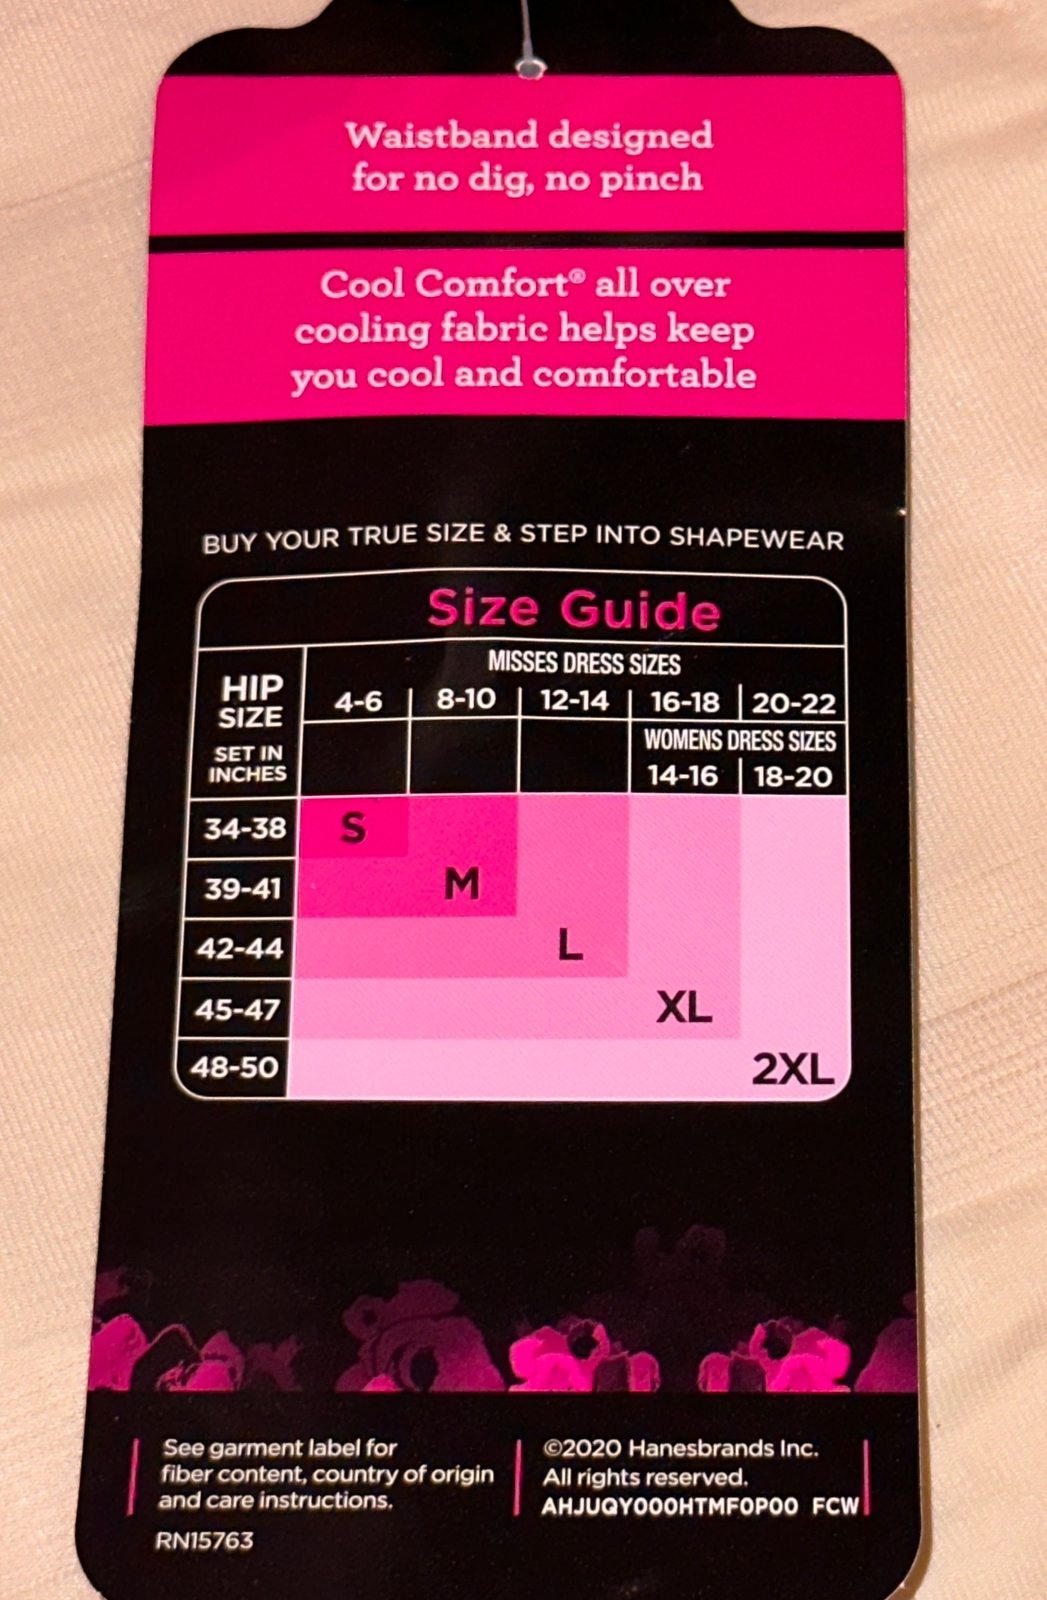 Waistband designed
for no dig, no pinch
Cool Comfort® all over
cooling fabric helps keep
you cool and comfortable
BUY YOUR TRUE SIZE & STEP INTO SHAPEWEAR
Size Guide
HIP
SIZE
SET IN
INCHES
MISSES DRESS SIZES
4-6 8-10 12-14 16-18 20-22
WOMENS DRESS SIZES
14-16 18-20
34-38 S
39-41 M
42-44 L
45-47 XL
48-50 2XL
See garment label for
fiber content, country of origin
and care instructions.
RN15763
©2020 Hanesbrands Inc.
All rights reserved.
AHJUQY000HTMF0P00 FCW